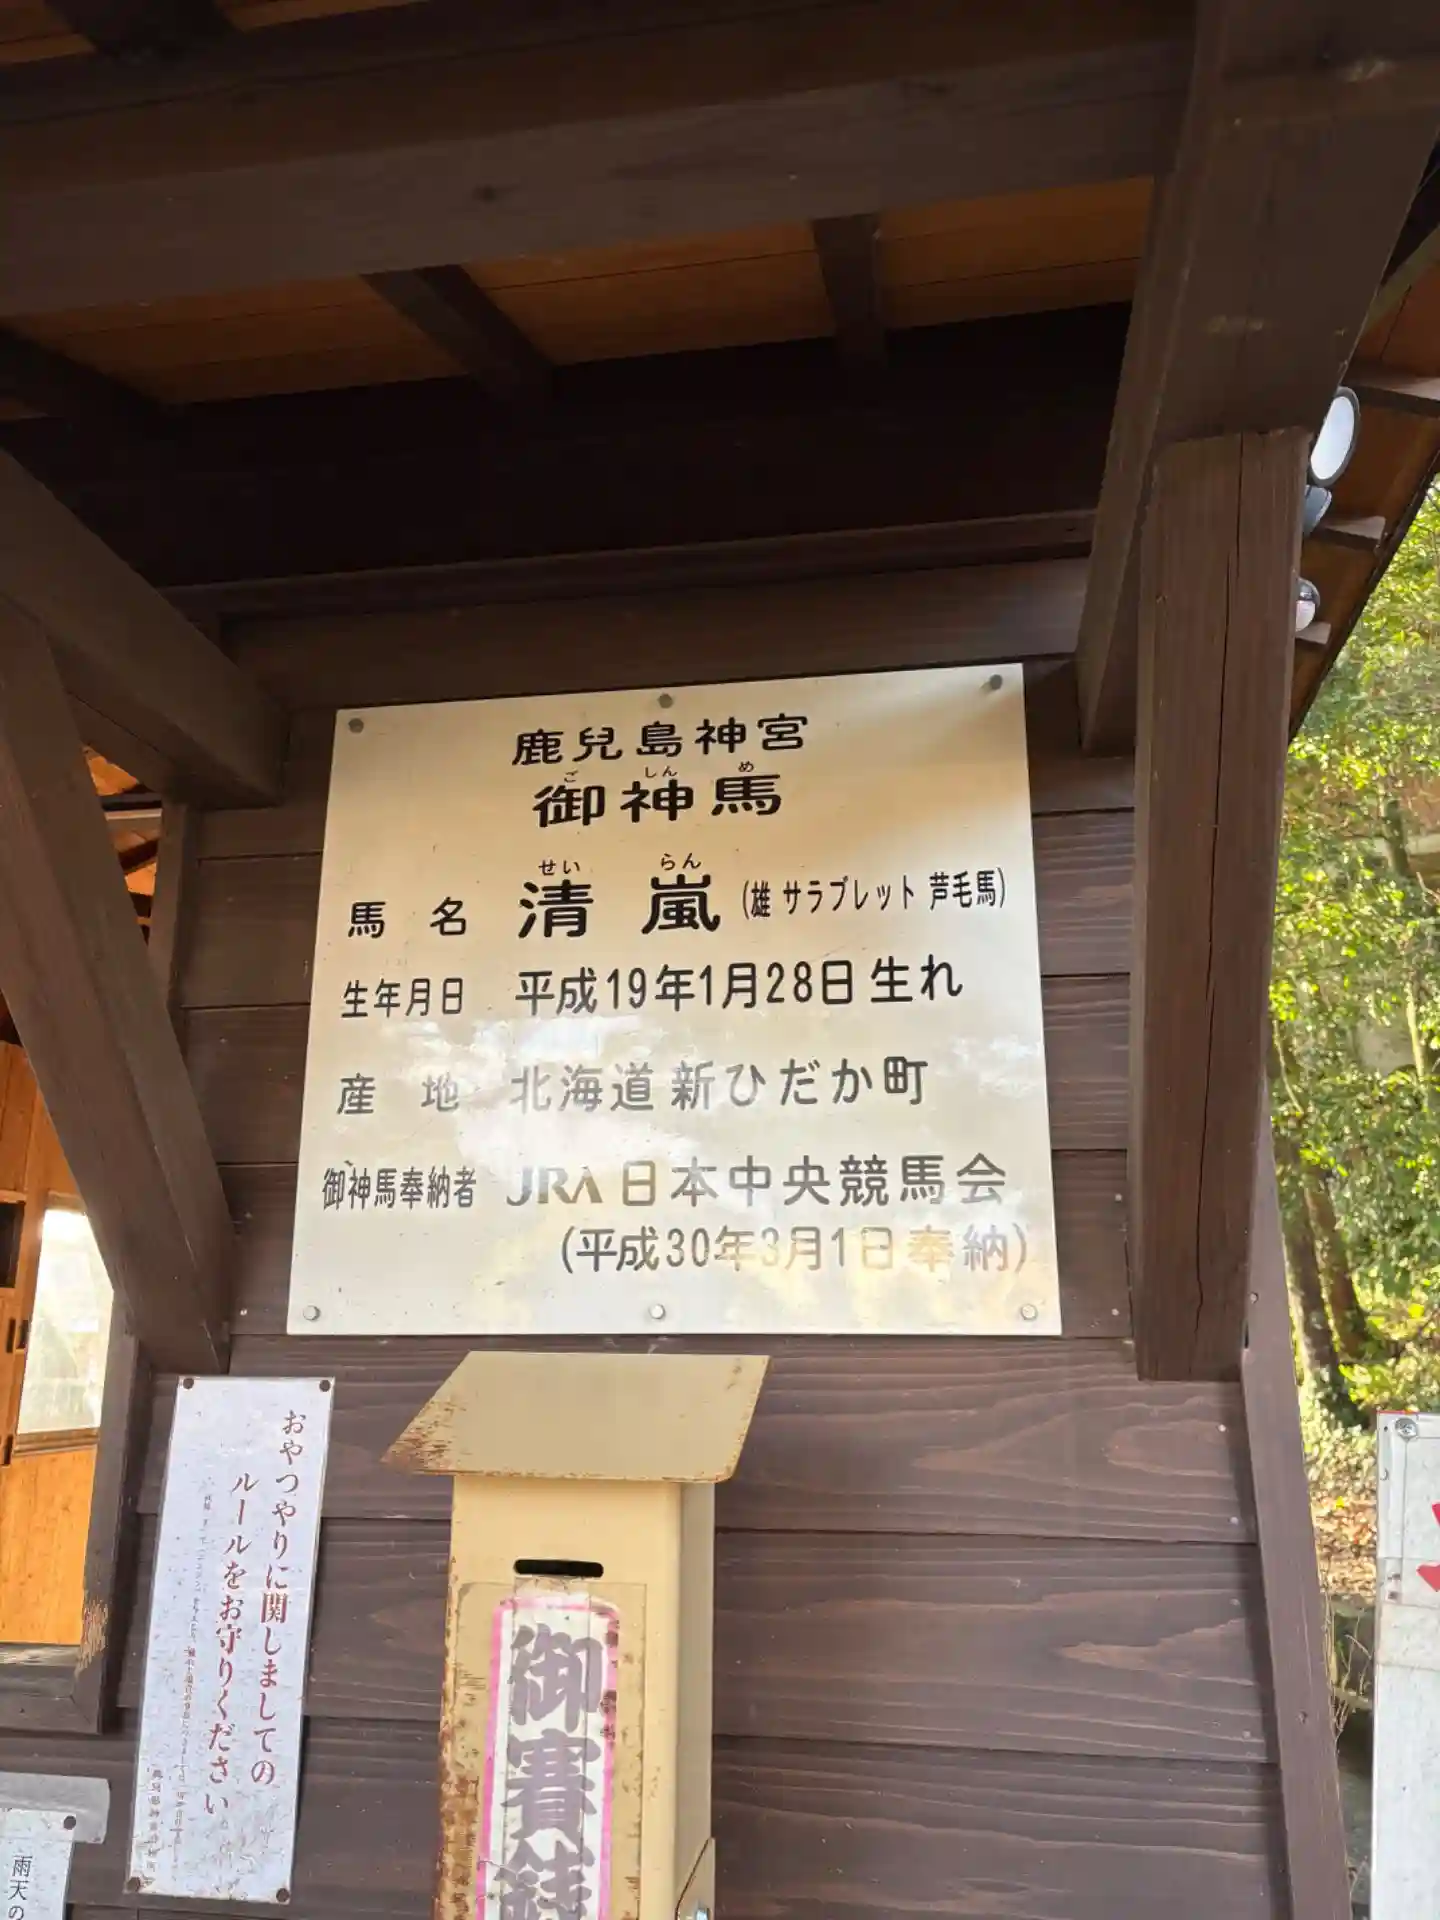 鹿兒島神宮
ご しん め
御神馬
せい らん
馬名 清嵐 (雄 サラブレット 芦毛馬)
生年月日 平成19年1月28日生れ
産地 北海道 新ひだか町
御神馬奉納者 JRA 日本中央競馬会
(平成30年3月1日奉納)
おやつやりに関しましての
ルールをお守りください
御賽銭
雨天の